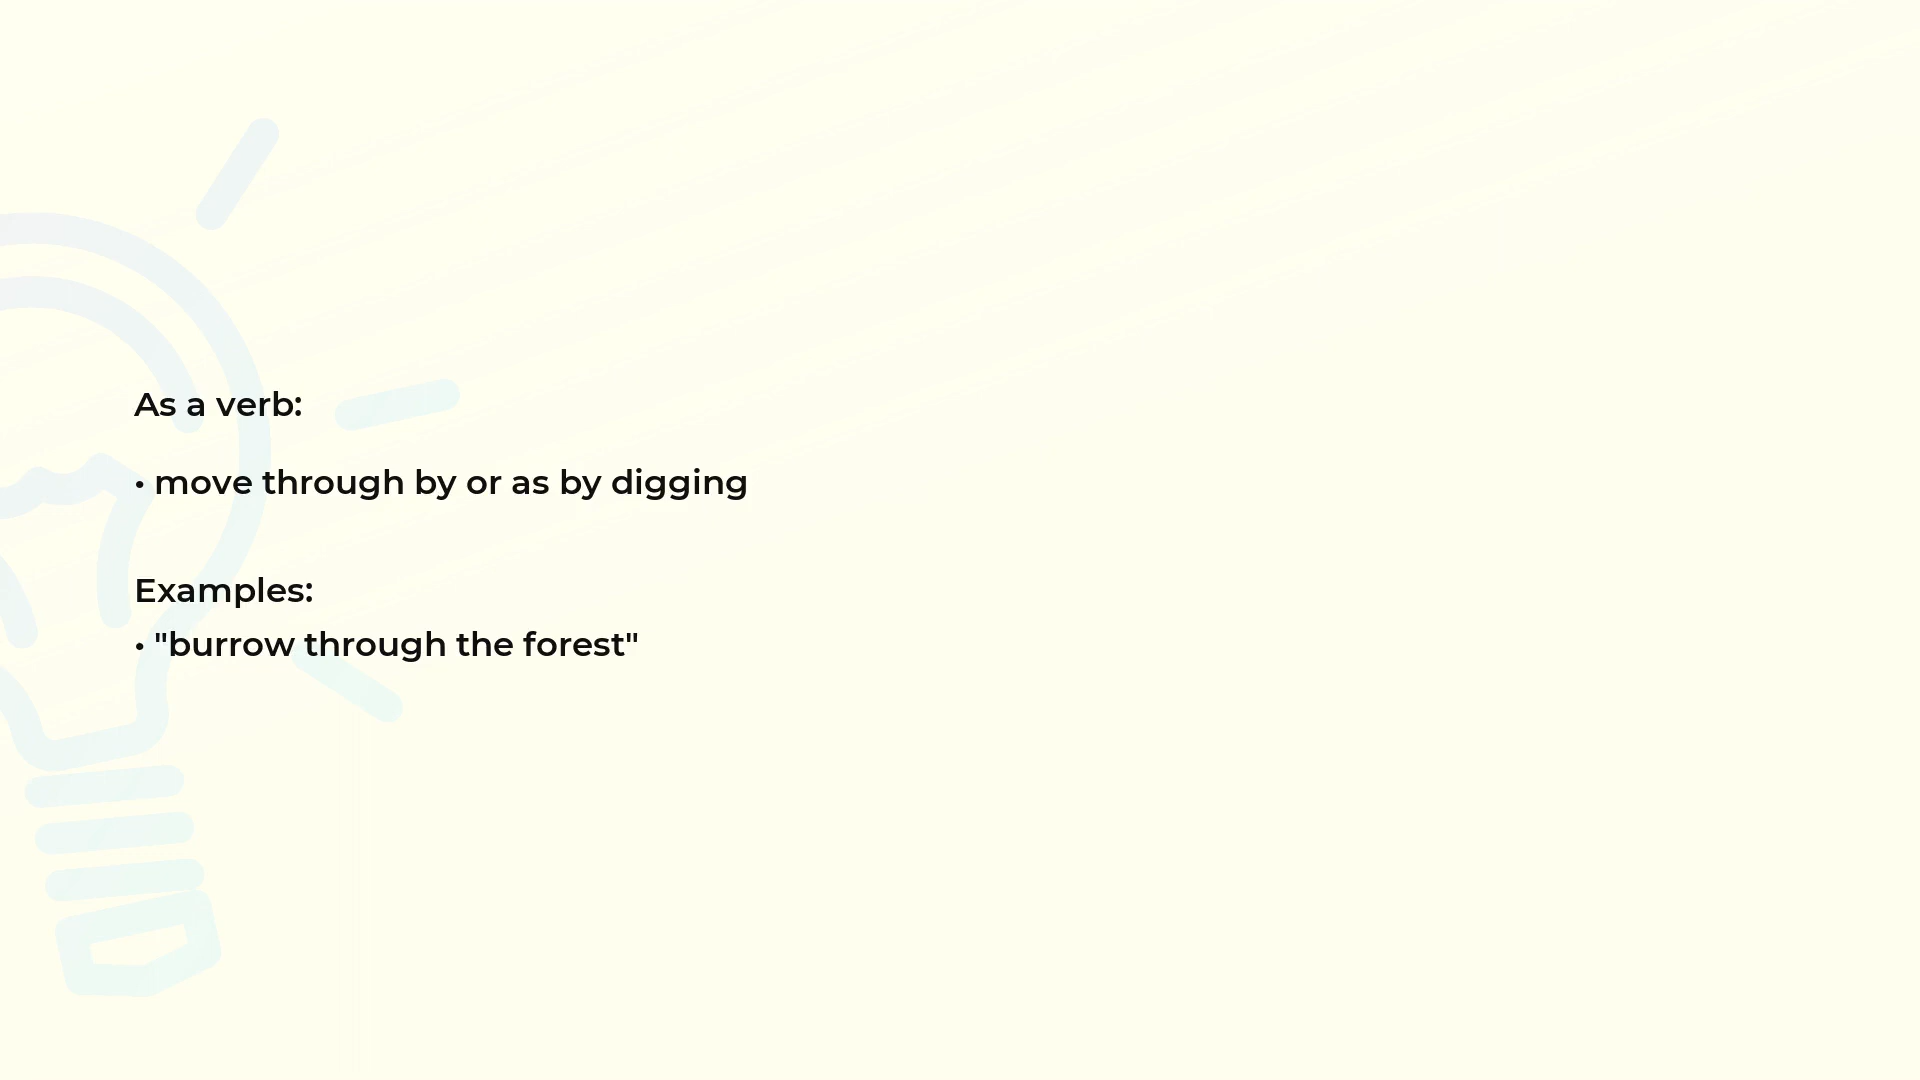 As a verb:
• move through by or as by digging
Examples:
• "burrow through the forest"